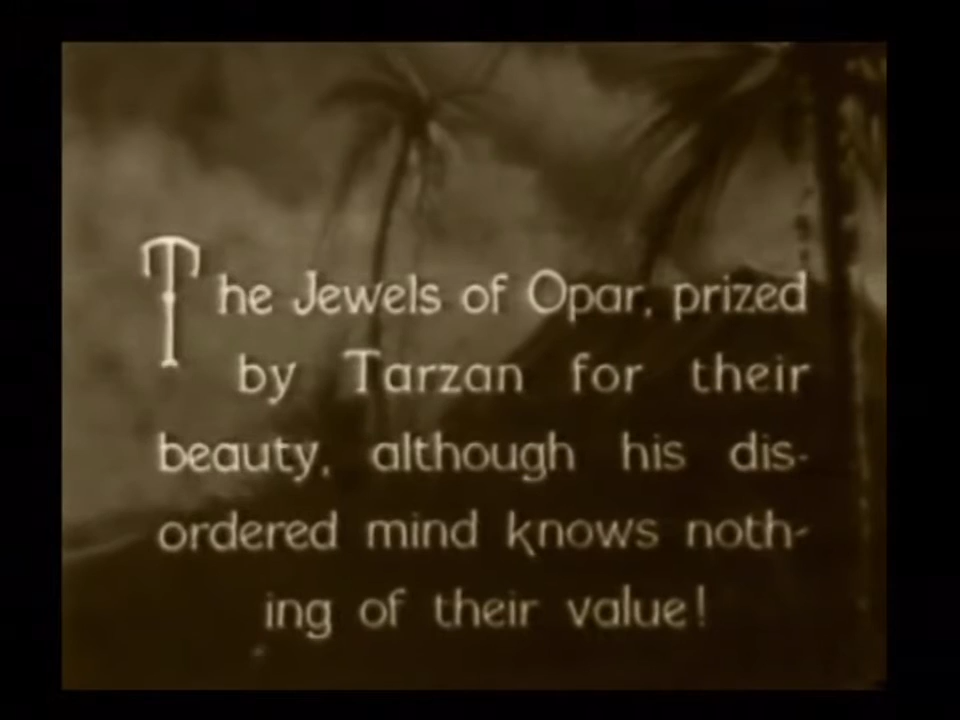 The Jewels of Opar, prized
by Tarzan for their
beauty, although his dis-
ordered mind knows noth-
ing of their value!